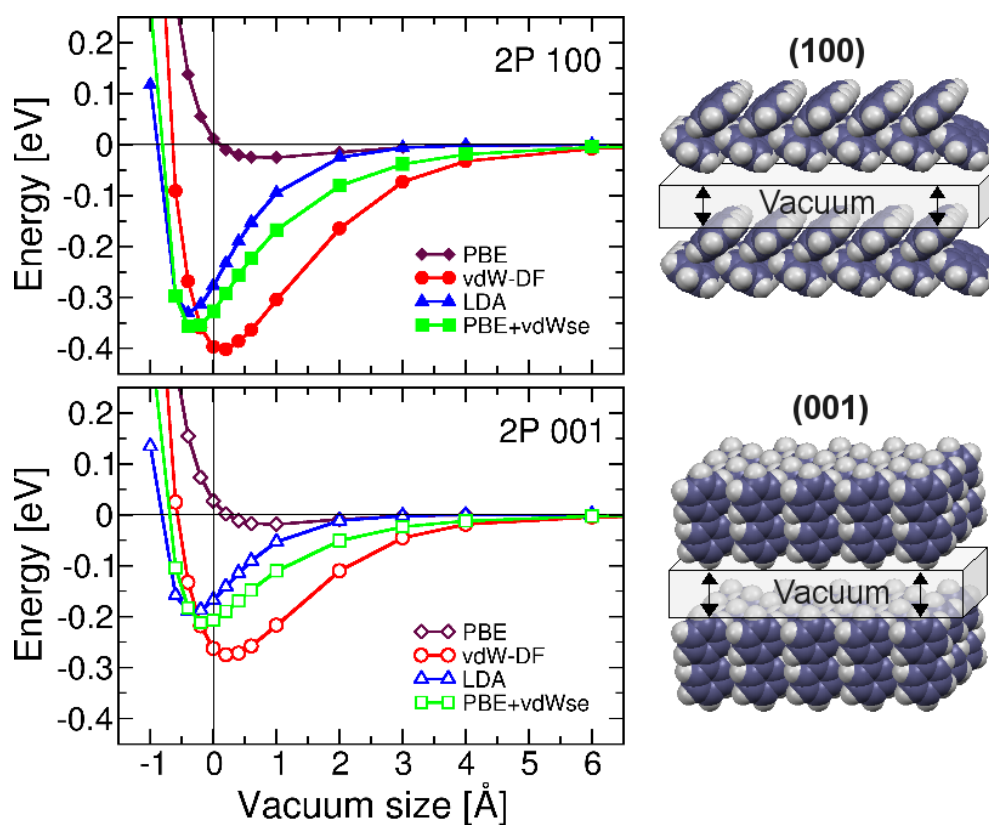 0.2
0.1
0
-0.1
-0.2
-0.3
-0.4
Energy [eV]
2P 100
PBE
vdW-DF
LDA
PBE+vdWse
(100)
Vacuum
0.2
0.1
0
-0.1
-0.2
-0.3
-0.4
Energy [eV]
2P 001
PBE
vdW-DF
LDA
PBE+vdWse
-1 0 1 2 3 4 5 6
Vacuum size [Å]
(001)
Vacuum